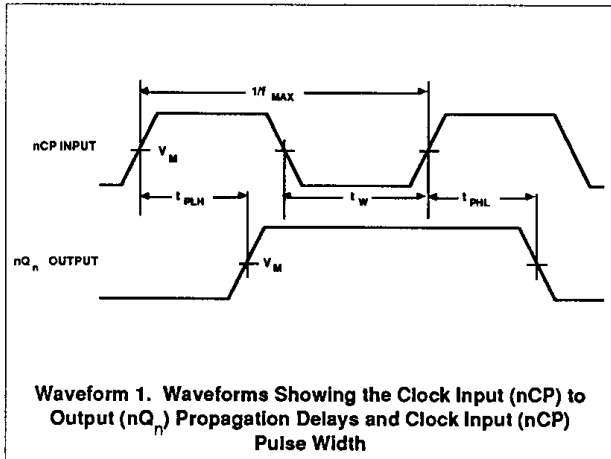 1/f MAX
nCP INPUT
V M
t PLH
t W
t PHL
nQ n OUTPUT
V M
Waveform 1. Waveforms Showing the Clock Input (nCP) to
Output (nQn) Propagation Delays and Clock Input (nCP)
Pulse Width